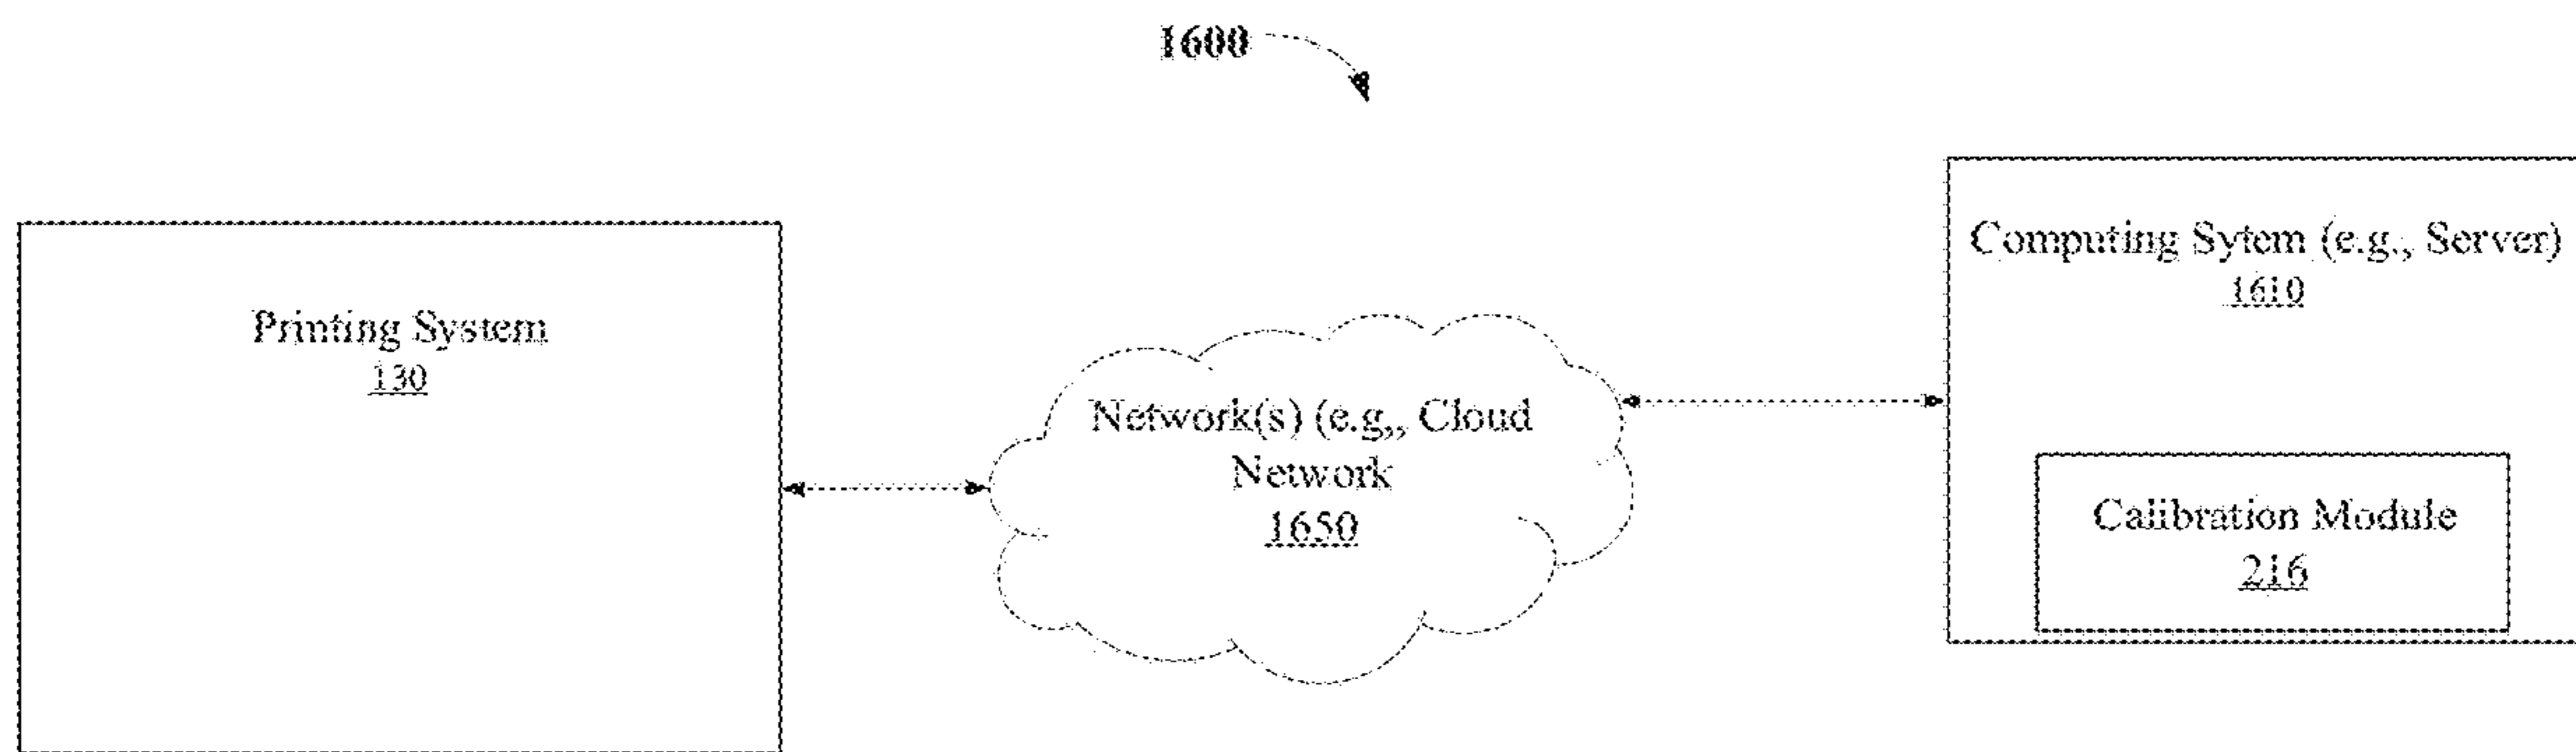 1600
Printing System
130
Network(s) (e.g,, Cloud
Network
1650
Computing Sytem (e.g., Server)
1610
Calibration Module
216